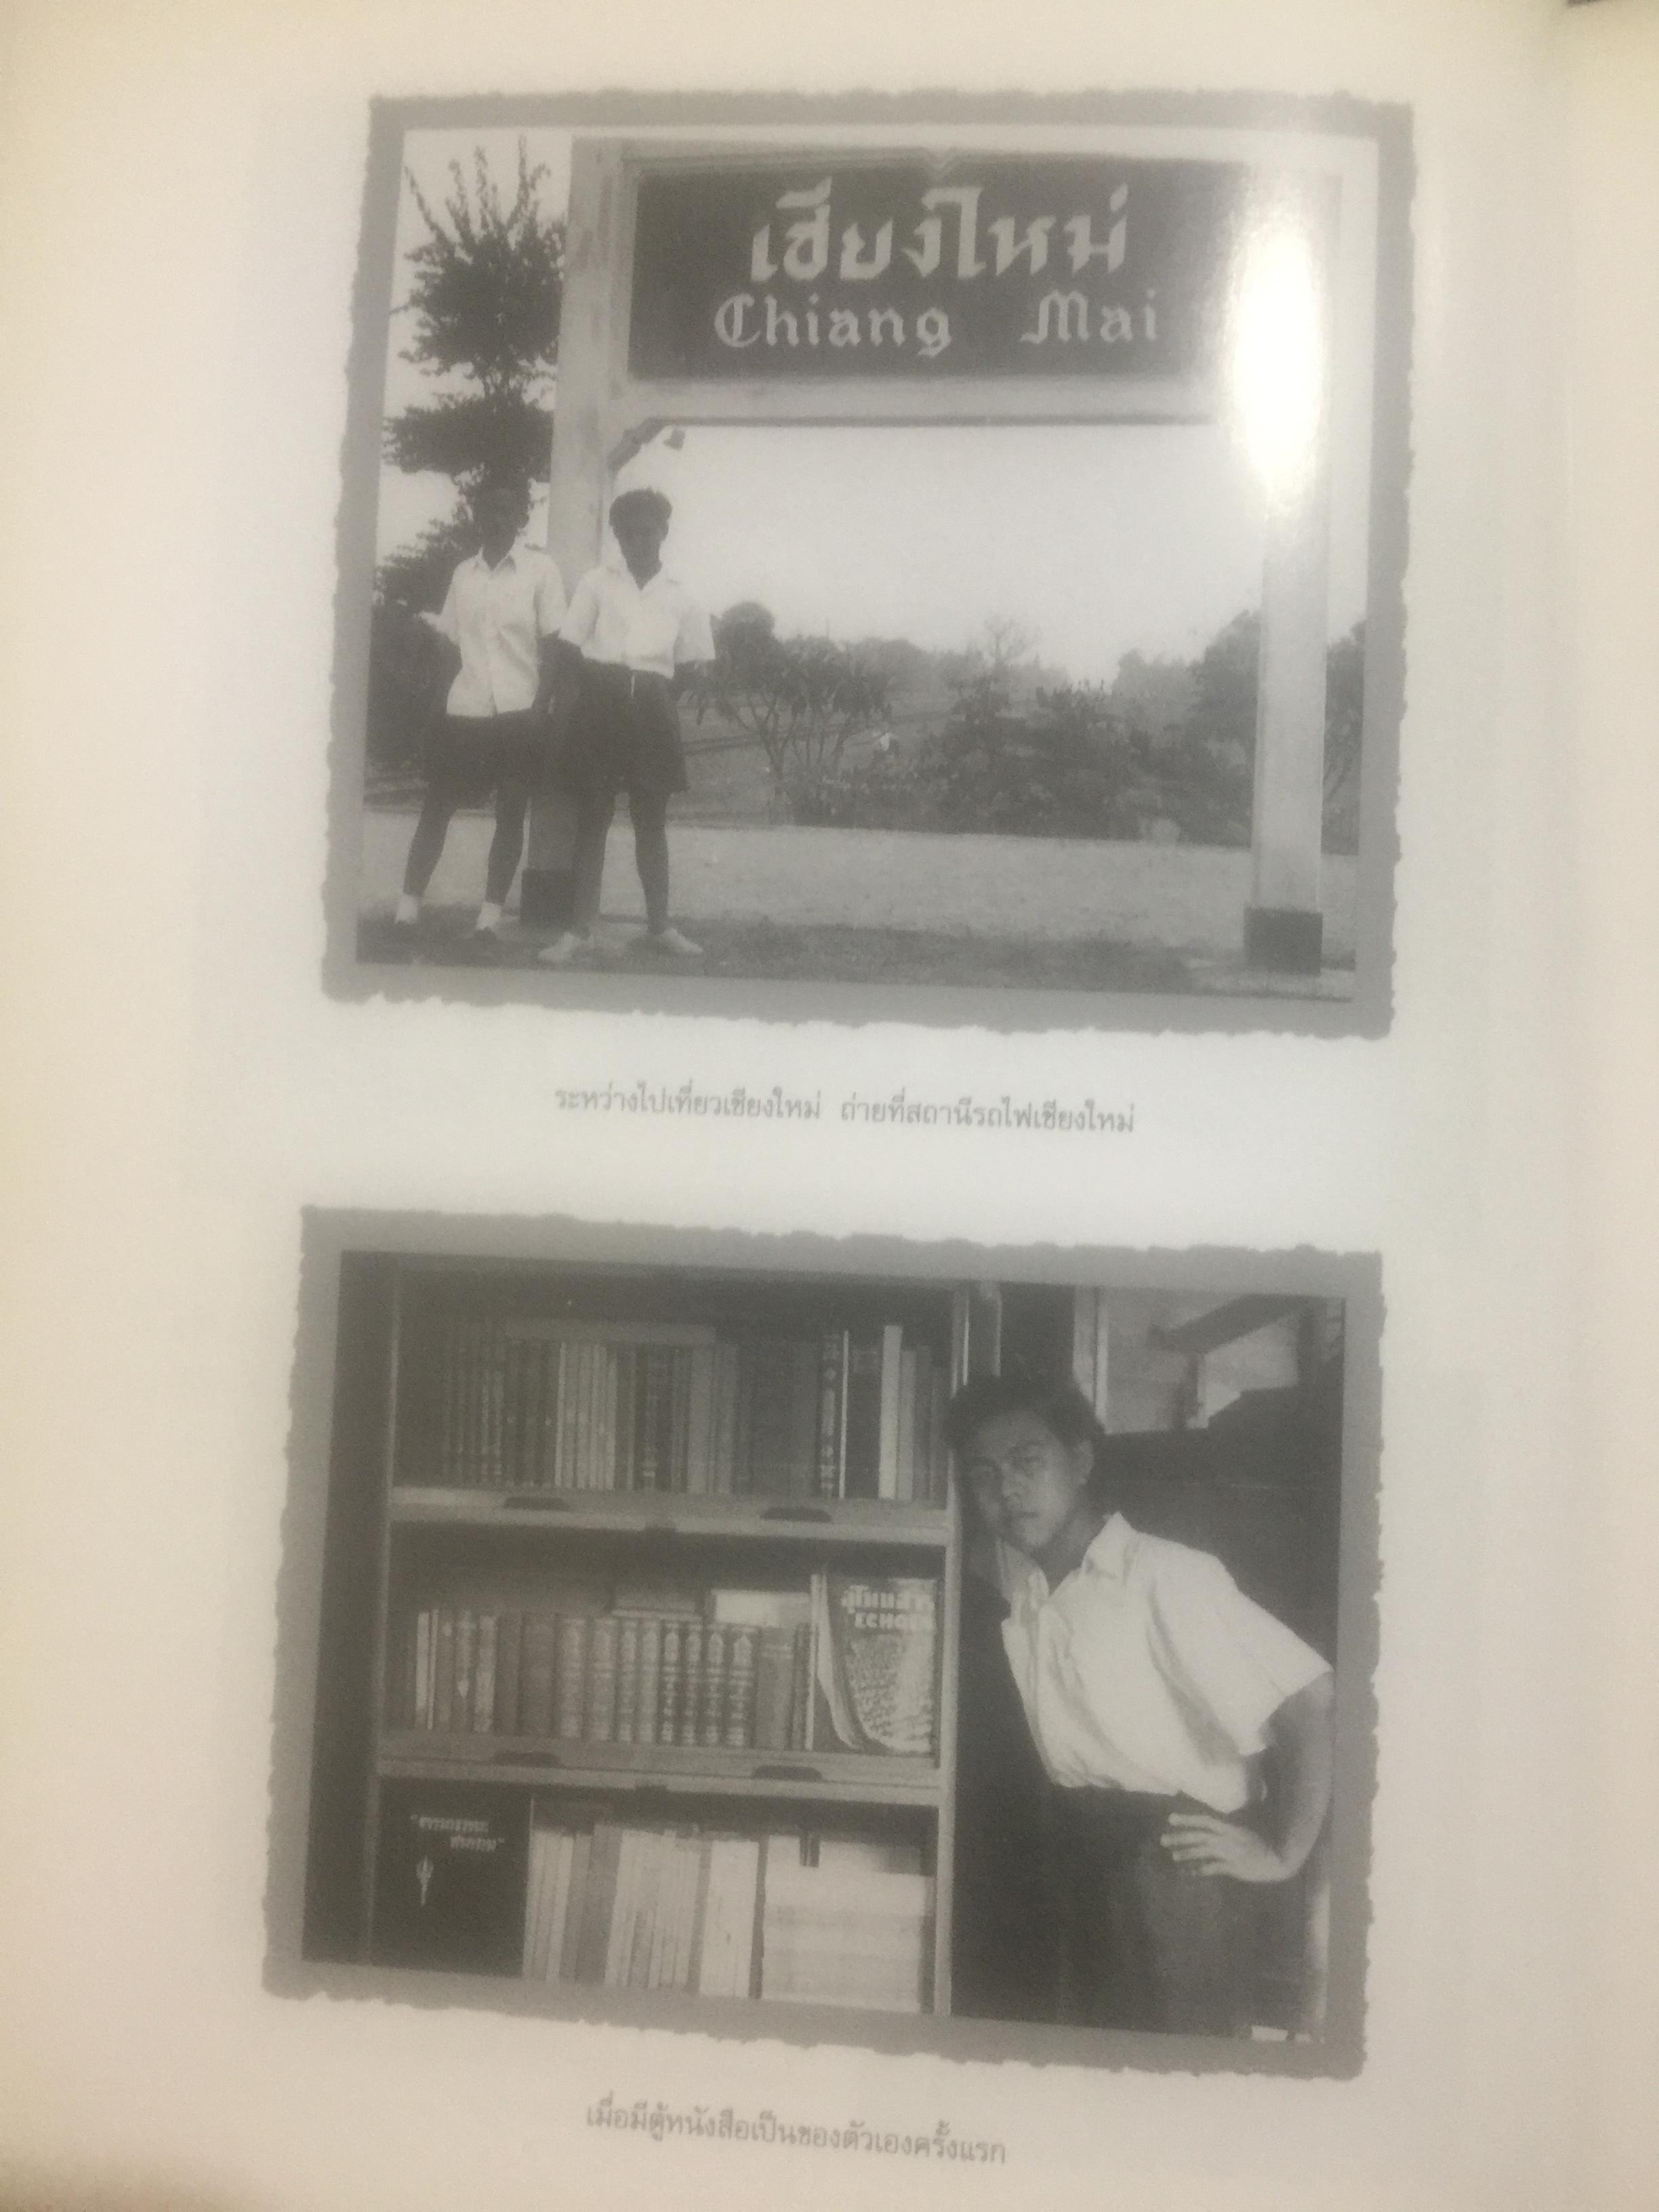 เชียงใหม่
Chiang Mai
ระหว่างไปเที่ยวเชียงใหม่ ถ่ายที่สถานีรถไฟเชียงใหม่
ECHOES
เมื่อมีตู้หนังสือเป็นของตัวเองครั้งแรก